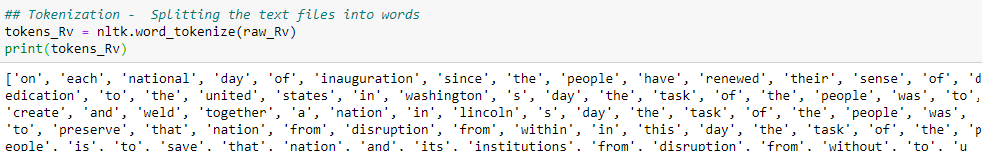 ## Tokenization -  Splitting the text files into words
tokens_Rv = nltk.word_tokenize(raw_Rv)
print(tokens_Rv)
['on', 'each', 'national', 'day', 'of', 'inauguration', 'since', 'the', 'people', 'have', 'renewed', 'their', 'sense', 'of', 'd
edication', 'to', 'the', 'united', 'states', 'in', 'washington', 's', 'day', 'the', 'task', 'of', 'the', 'people', 'was', 'to',
'create', 'and', 'weld', 'together', 'a', 'nation', 'in', 'lincoln', 's', 'day', 'the', 'task', 'of', 'the', 'people', 'was',
'to', 'preserve', 'that', 'nation', 'from', 'disruption', 'from', 'within', 'in', 'this', 'day', 'the', 'task', 'of', 'the', 'p
eople', 'is', 'to', 'save', 'that', 'nation', 'and', 'its', 'institutions', 'from', 'disruption', 'from', 'without', 'to', 'u